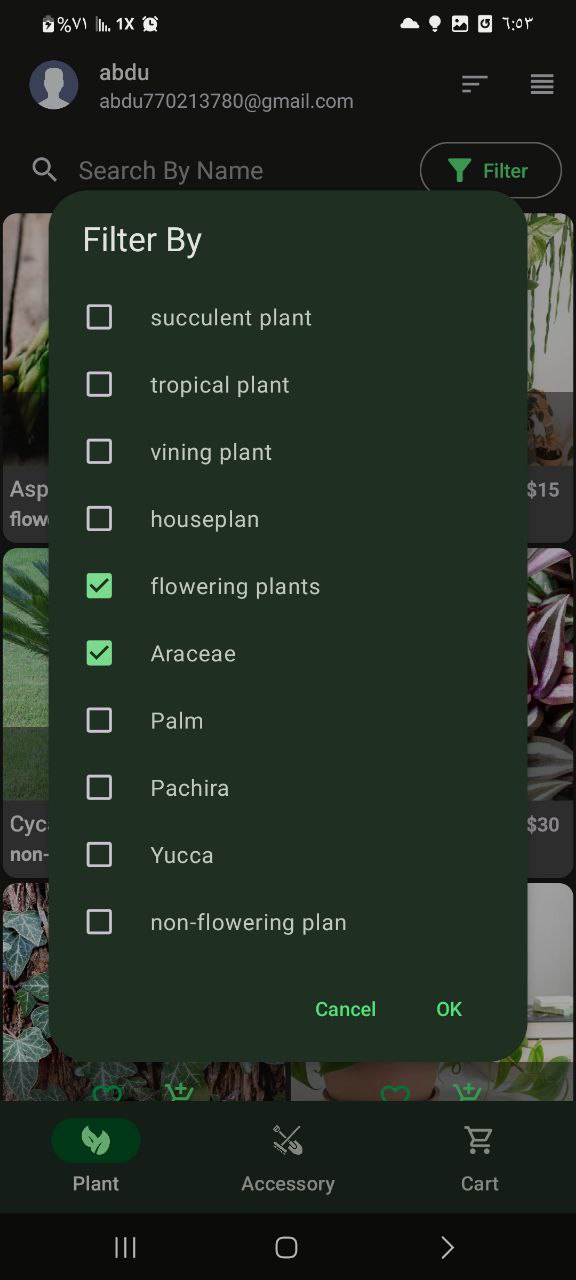 %٧١ 1X ٦:٥٣
abdu
abdu770213780@gmail.com
Search By Name
Filter
Filter By
succulent plant
tropical plant
vining plant
houseplan
flowering plants
Araceae
Palm
Pachira
Yucca
non-flowering plan
Cancel OK
Asp $15
flow
Cyc $30
non-
Plant Accessory Cart